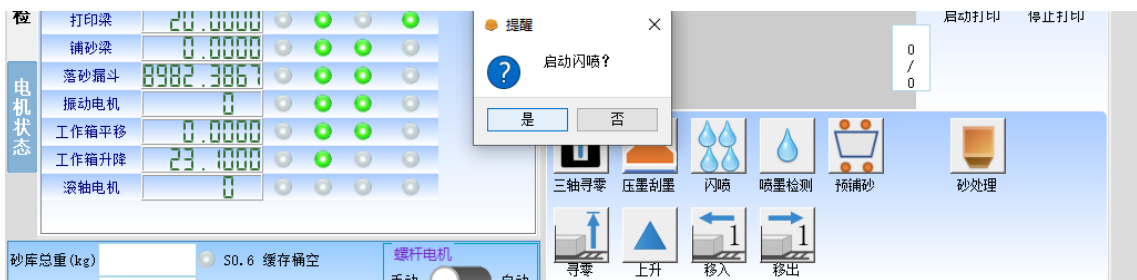 检
打印梁 20.0000
铺砂梁 0.0000
落砂漏斗 8982.3867
振动电机 0
工作箱平移 0.0000
工作箱升降 23.1000
滚轴电机 0
电机状态
提醒
启动闪喷?
是 否
启动打印 停止打印
0
/
0
三轴寻零 压墨刮墨 闪喷 喷墨检测 预铺砂 砂处理
1 1
寻零 上升 移入 移出
砂库总重(kg) S0.6 缓存桶空
螺杆电机
手动 自动